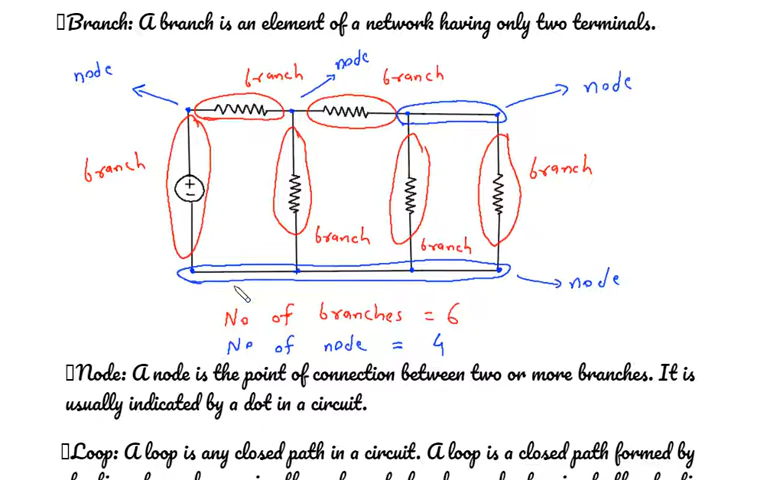 Branch: A branch is an element of a network having only two terminals.
node
branch
node
branch
node
branch
branch
branch
branch
node
No of branches = 6
No of node = 4
Node: A node is the point of connection between two or more branches. It is
usually indicated by a dot in a circuit.
Loop: A loop is any closed path in a circuit. A loop is a closed path formed by